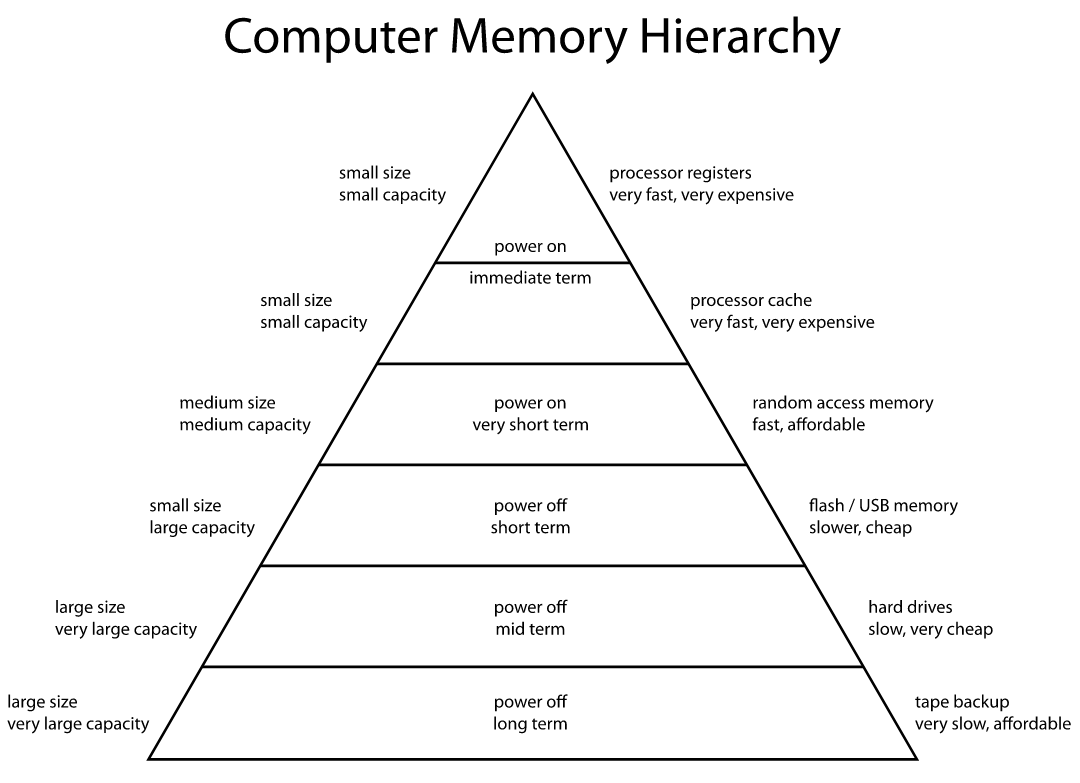 Computer Memory Hierarchy
small size
small capacity
processor registers
very fast, very expensive
power on
immediate term
small size
small capacity
processor cache
very fast, very expensive
medium size
medium capacity
power on
very short term
random access memory
fast, affordable
small size
large capacity
power off
short term
flash / USB memory
slower, cheap
large size
very large capacity
power off
mid term
hard drives
slow, very cheap
large size
very large capacity
power off
long term
tape backup
very slow, affordable